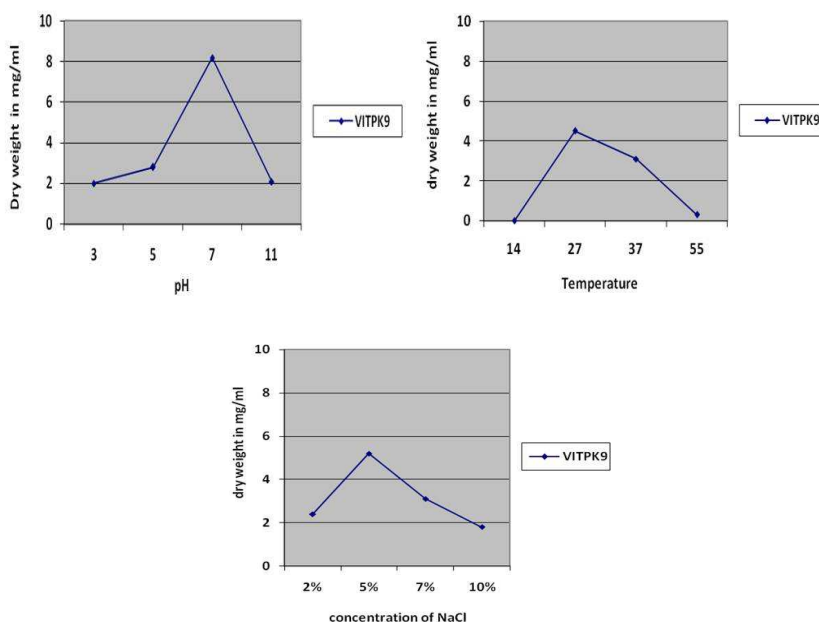 Dry weight in mg/ml
10
8
6
4
2
0
3 5 7 11
pH
VITPK9
dry weight in mg/ml
10
8
6
4
2
0
14 27 37 55
Temperature
VITPK9
dry weight in mg/ml
10
8
6
4
2
0
2% 5% 7% 10%
concentration of NaCl
VITPK9